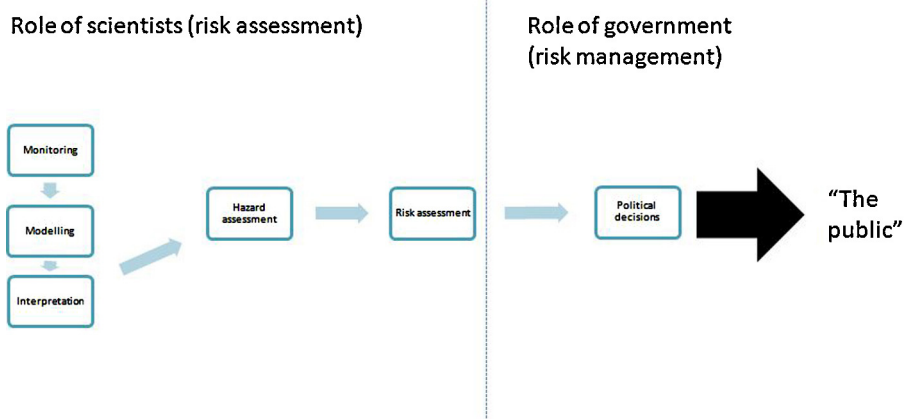 Role of scientists (risk assessment)
Role of government
(risk management)
Monitoring
Modelling
Interpretation
Hazard
assessment
Risk assessment
Political
decisions
“The
public”